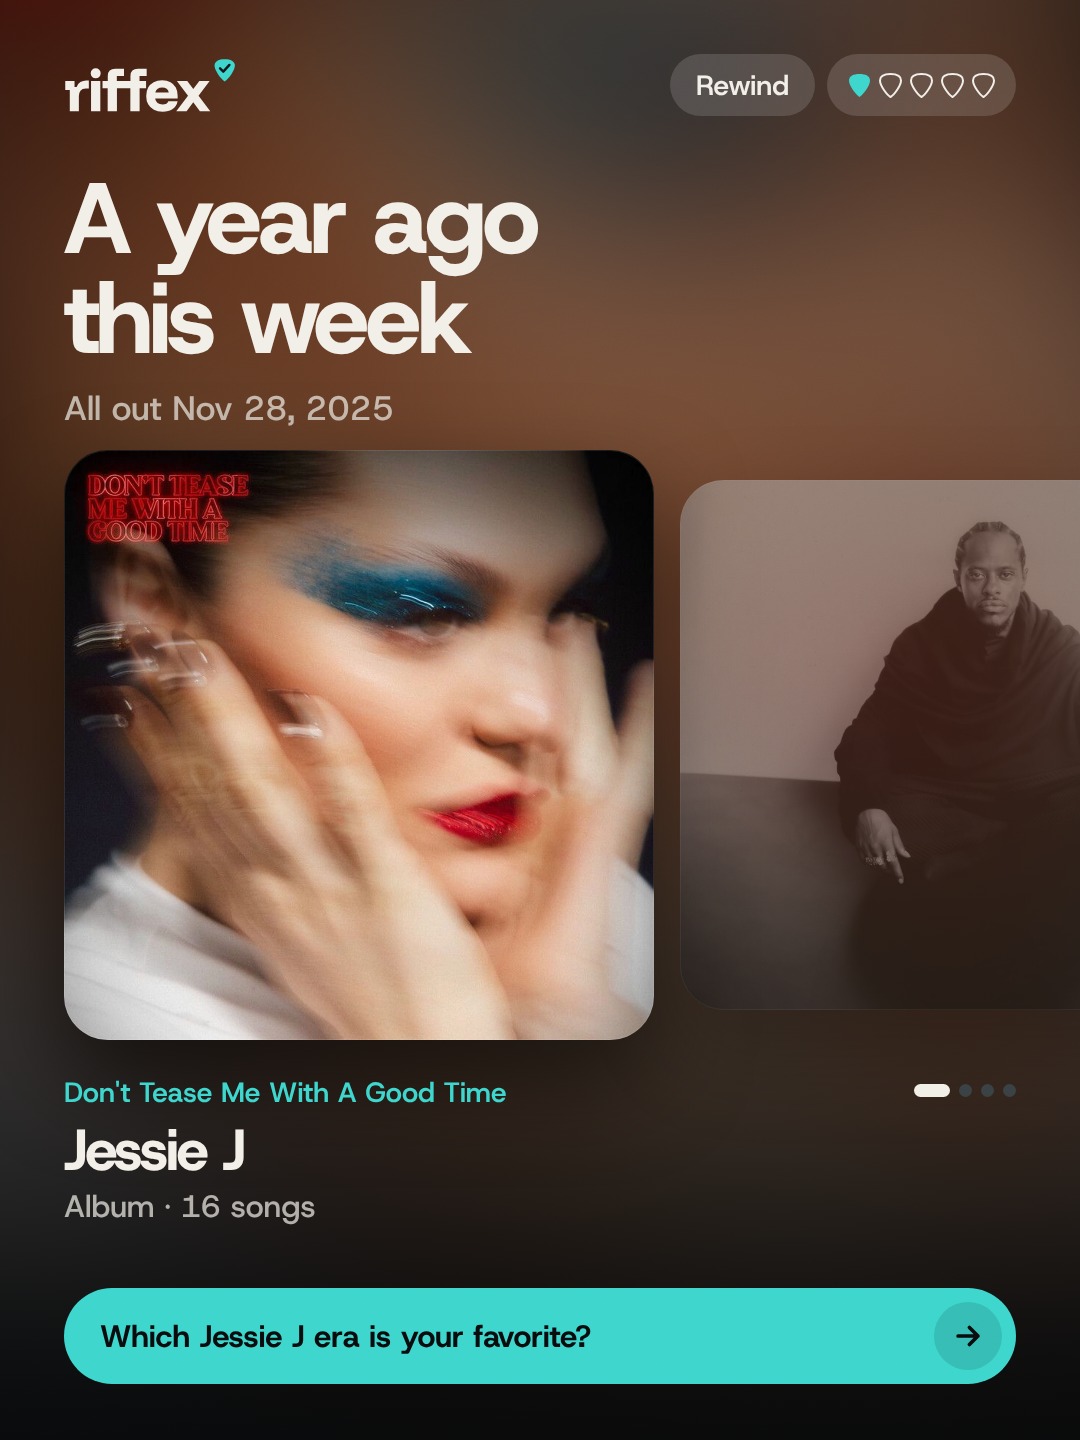 riffex
Rewind
A year ago
this week
All out Nov 28, 2025
DON'T TEASE
ME WITH A
GOOD TIME
Don't Tease Me With A Good Time
Jessie J
Album · 16 songs
Which Jessie J era is your favorite?